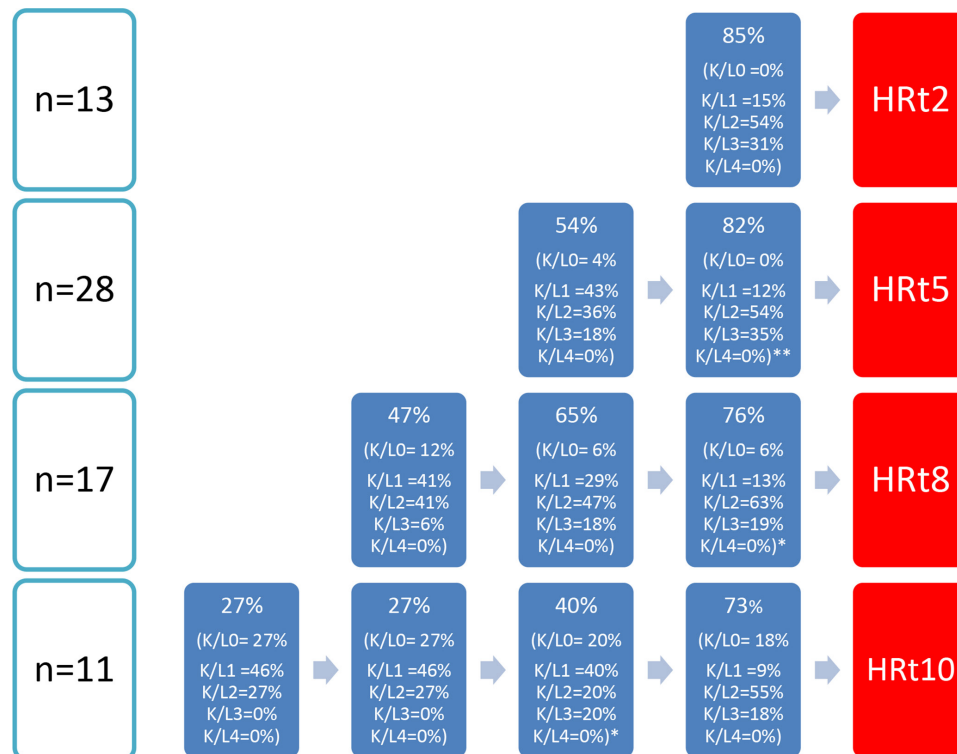 n=13
85%
(K/L0 =0%
K/L1 =15%
K/L2=54%
K/L3=31%
K/L4=0%)
HRt2
n=28
54%
(K/L0= 4%
K/L1 =43%
K/L2=36%
K/L3=18%
K/L4=0%)
82%
(K/L0= 0%
K/L1 =12%
K/L2=54%
K/L3=35%
K/L4=0%)**
HRt5
n=17
47%
(K/L0= 12%
K/L1 =41%
K/L2=41%
K/L3=6%
K/L4=0%)
65%
(K/L0= 6%
K/L1 =29%
K/L2=47%
K/L3=18%
K/L4=0%)
76%
(K/L0= 6%
K/L1 =13%
K/L2=63%
K/L3=19%
K/L4=0%)*
HRt8
n=11
27%
(K/L0= 27%
K/L1 =46%
K/L2=27%
K/L3=0%
K/L4=0%)
27%
(K/L0= 27%
K/L1 =46%
K/L2=27%
K/L3=0%
K/L4=0%)
40%
(K/L0= 20%
K/L1 =40%
K/L2=20%
K/L3=20%
K/L4=0%)*
73%
(K/L0= 18%
K/L1 =9%
K/L2=55%
K/L3=18%
K/L4=0%)
HRt10